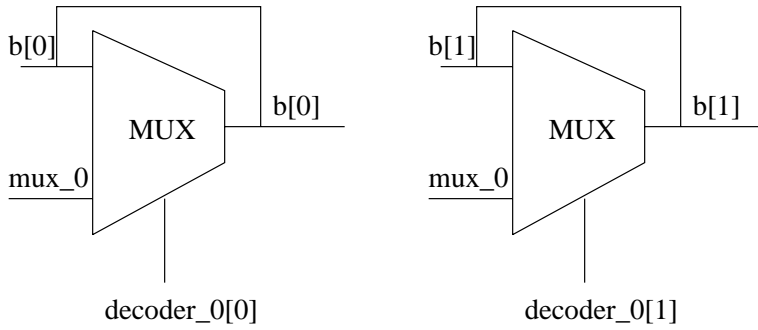 b[0]
b[0]
MUX
mux_0
decoder_0[0]
b[1]
b[1]
MUX
mux_0
decoder_0[1]